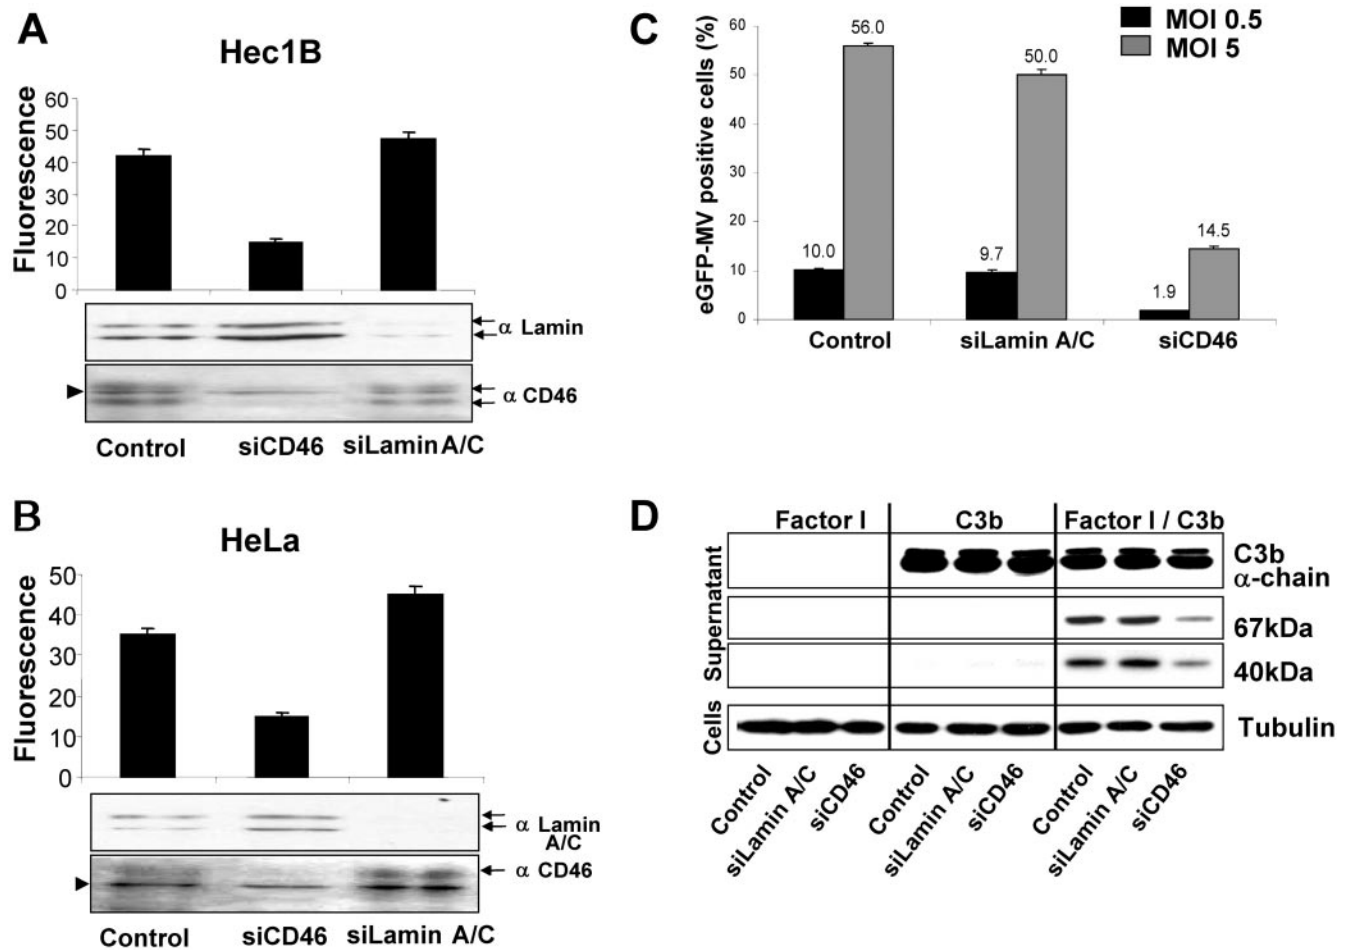 A
Hec1B
Fluorescence
60
50
40
30
20
10
0
α Lamin
α CD46
Control siCD46 siLamin A/C
B
HeLa
Fluorescence
50
40
30
20
10
0
α Lamin
A/C
α CD46
Control siCD46 siLamin A/C
C
MOI 0.5
MOI 5
eGFP-MV positive cells (%)
60
50
40
30
20
10
0
10.0 56.0 9.7 50.0 1.9 14.5
Control siLamin A/C siCD46
D
Factor I C3b Factor I / C3b
Supernatant
C3b
α-chain
67kDa
40kDa
Cells
Tubulin
Control siLamin A/C siCD46 Control siLamin A/C siCD46 Control siLamin A/C siCD46